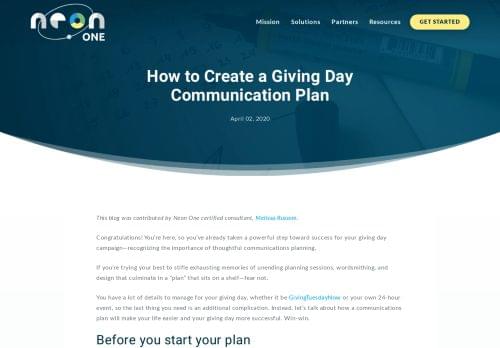 neon
ONE
Mission Solutions Partners Resources GET STARTED
How to Create a Giving Day
Communication Plan
April 02, 2020
This blog was contributed by Neon One certified consultant,
Congratulations! You're here, so you've already taken a powerful step toward success for your giving day
campaign—recognizing the importance of thoughtful communications planning.
If you're trying your best to stifle exhausting memories of unending planning sessions, wordsmithing, and
design that culminate in a "plan" that sits on a shelf—fear not.
You have a lot of details to manage for your giving day, whether it be GivingTuesdayNow or your own 24-hour
event, so the last thing you need is an additional complication. Instead, let's talk about how a communications
plan will make your life easier and your giving day more successful. Win-win.
Before you start your plan